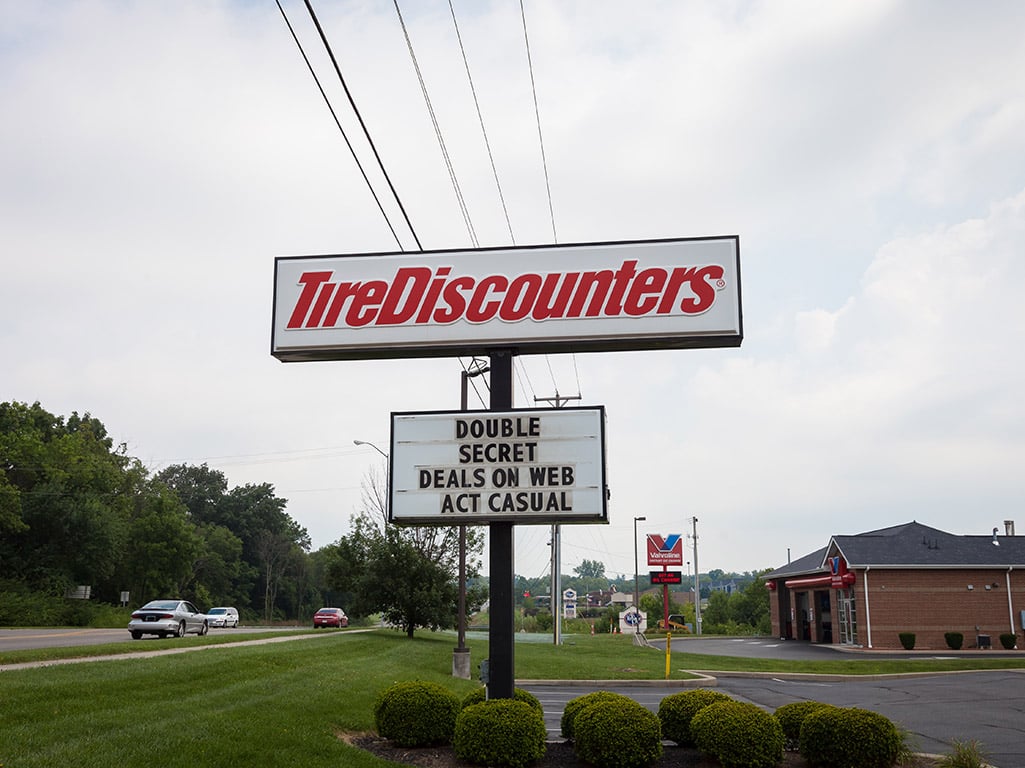 TireDiscounters®
DOUBLE
SECRET
DEALS ON WEB
ACT CASUAL
Valvoline